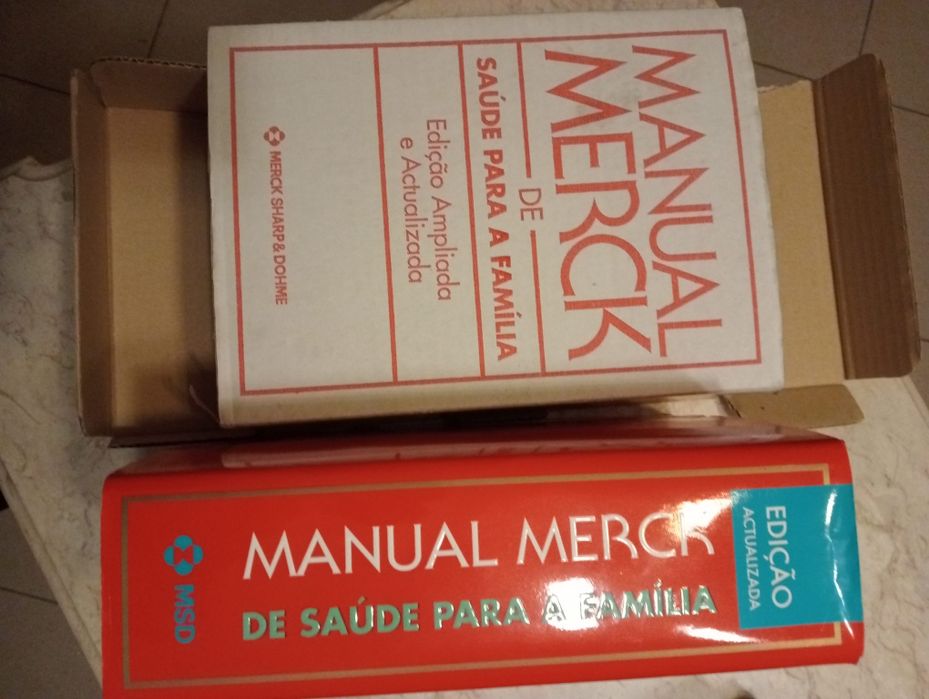 MANUAL
MERCK
DE
SAÚDE PARA A FAMÍLIA
Edição Ampliada
e Actualizada
MERCK SHARP & DOHME
MANUAL MERCK
DE SAÚDE PARA A FAMÍLIA
EDIÇÃO
ACTUALIZADA
MSD